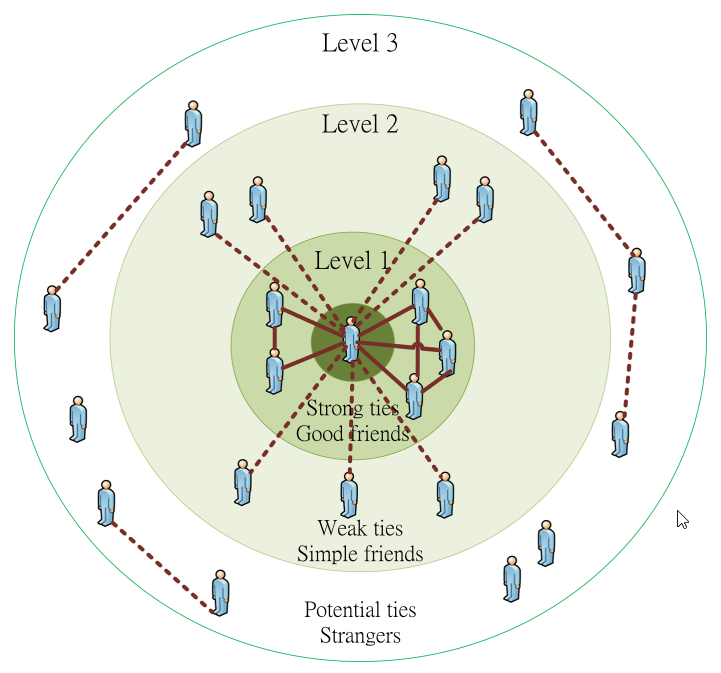 Level 3
Level 2
Level 1
Strong ties
Good friends
Weak ties
Simple friends
Potential ties
Strangers